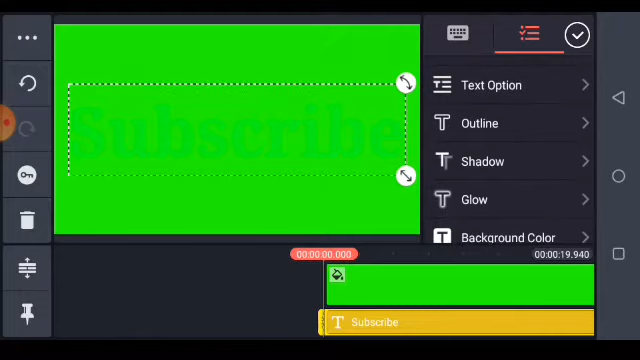 Subscribe
Text Option
Outline
Shadow
Glow
Background Color
00:00:00.000
00:00:19.940
T Subscribe